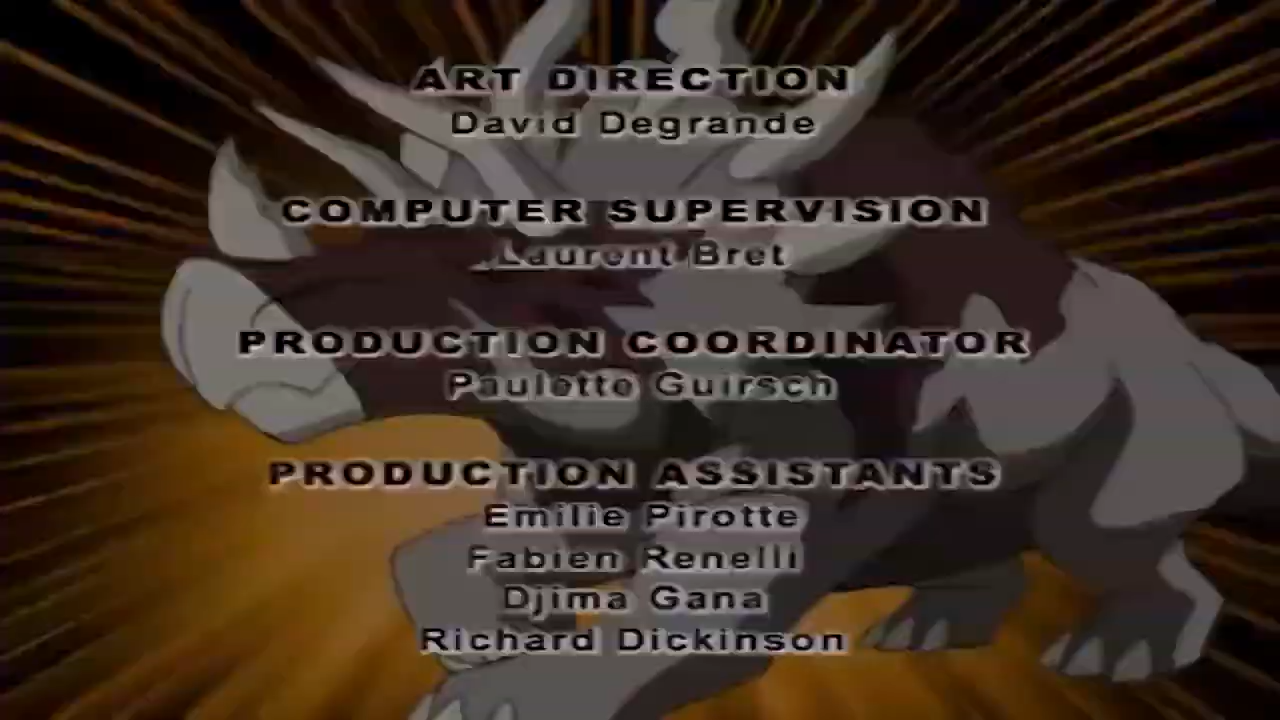 ART DIRECTION
David Degrande
COMPUTER SUPERVISION
Laurent Bret
PRODUCTION COORDINATOR
Paulette Guirsch
PRODUCTION ASSISTANTS
Emilie Pirotte
Fabien Renelli
Djima Gana
Richard Dickinson